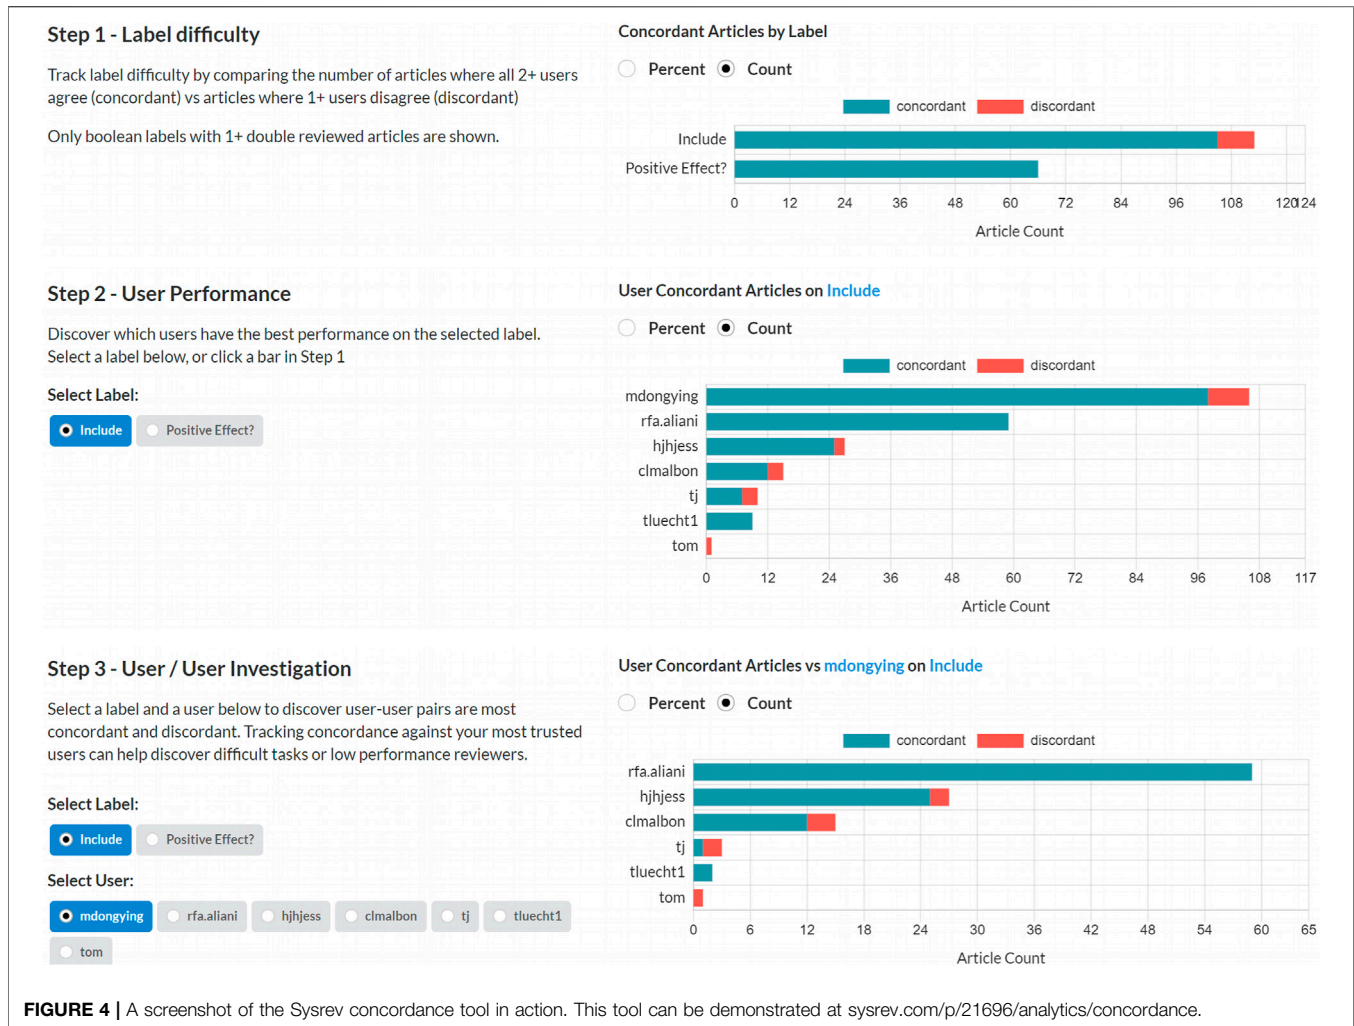 Step 1 - Label difficulty
Track label difficulty by comparing the number of articles where all 2+ users
agree (concordant) vs articles where 1+ users disagree (discordant)
Only boolean labels with 1+ double reviewed articles are shown.
Concordant Articles by Label
Percent Count
concordant discordant
Include
Positive Effect?
0 12 24 36 48 60 72 84 96 108 120 124
Article Count
Step 2 - User Performance
Discover which users have the best performance on the selected label.
Select a label below, or click a bar in Step 1
Select Label:
Include Positive Effect?
User Concordant Articles on Include
Percent Count
concordant discordant
mdongying
rfa.aliani
hjhjess
clmalbon
tj
tluecht1
tom
0 12 24 36 48 60 72 84 96 108 117
Article Count
Step 3 - User / User Investigation
Select a label and a user below to discover user-user pairs are most
concordant and discordant. Tracking concordance against your most trusted
users can help discover difficult tasks or low performance reviewers.
Select Label:
Include Positive Effect?
Select User:
mdongying rfa.aliani hjhjess clmalbon tj tluecht1
tom
User Concordant Articles vs mdongying on Include
Percent Count
concordant discordant
rfa.aliani
hjhjess
clmalbon
tj
tluecht1
tom
0 6 12 18 24 30 36 42 48 54 60 65
Article Count
FIGURE 4 | A screenshot of the Sysrev concordance tool in action. This tool can be demonstrated at sysrev.com/p/21696/analytics/concordance.